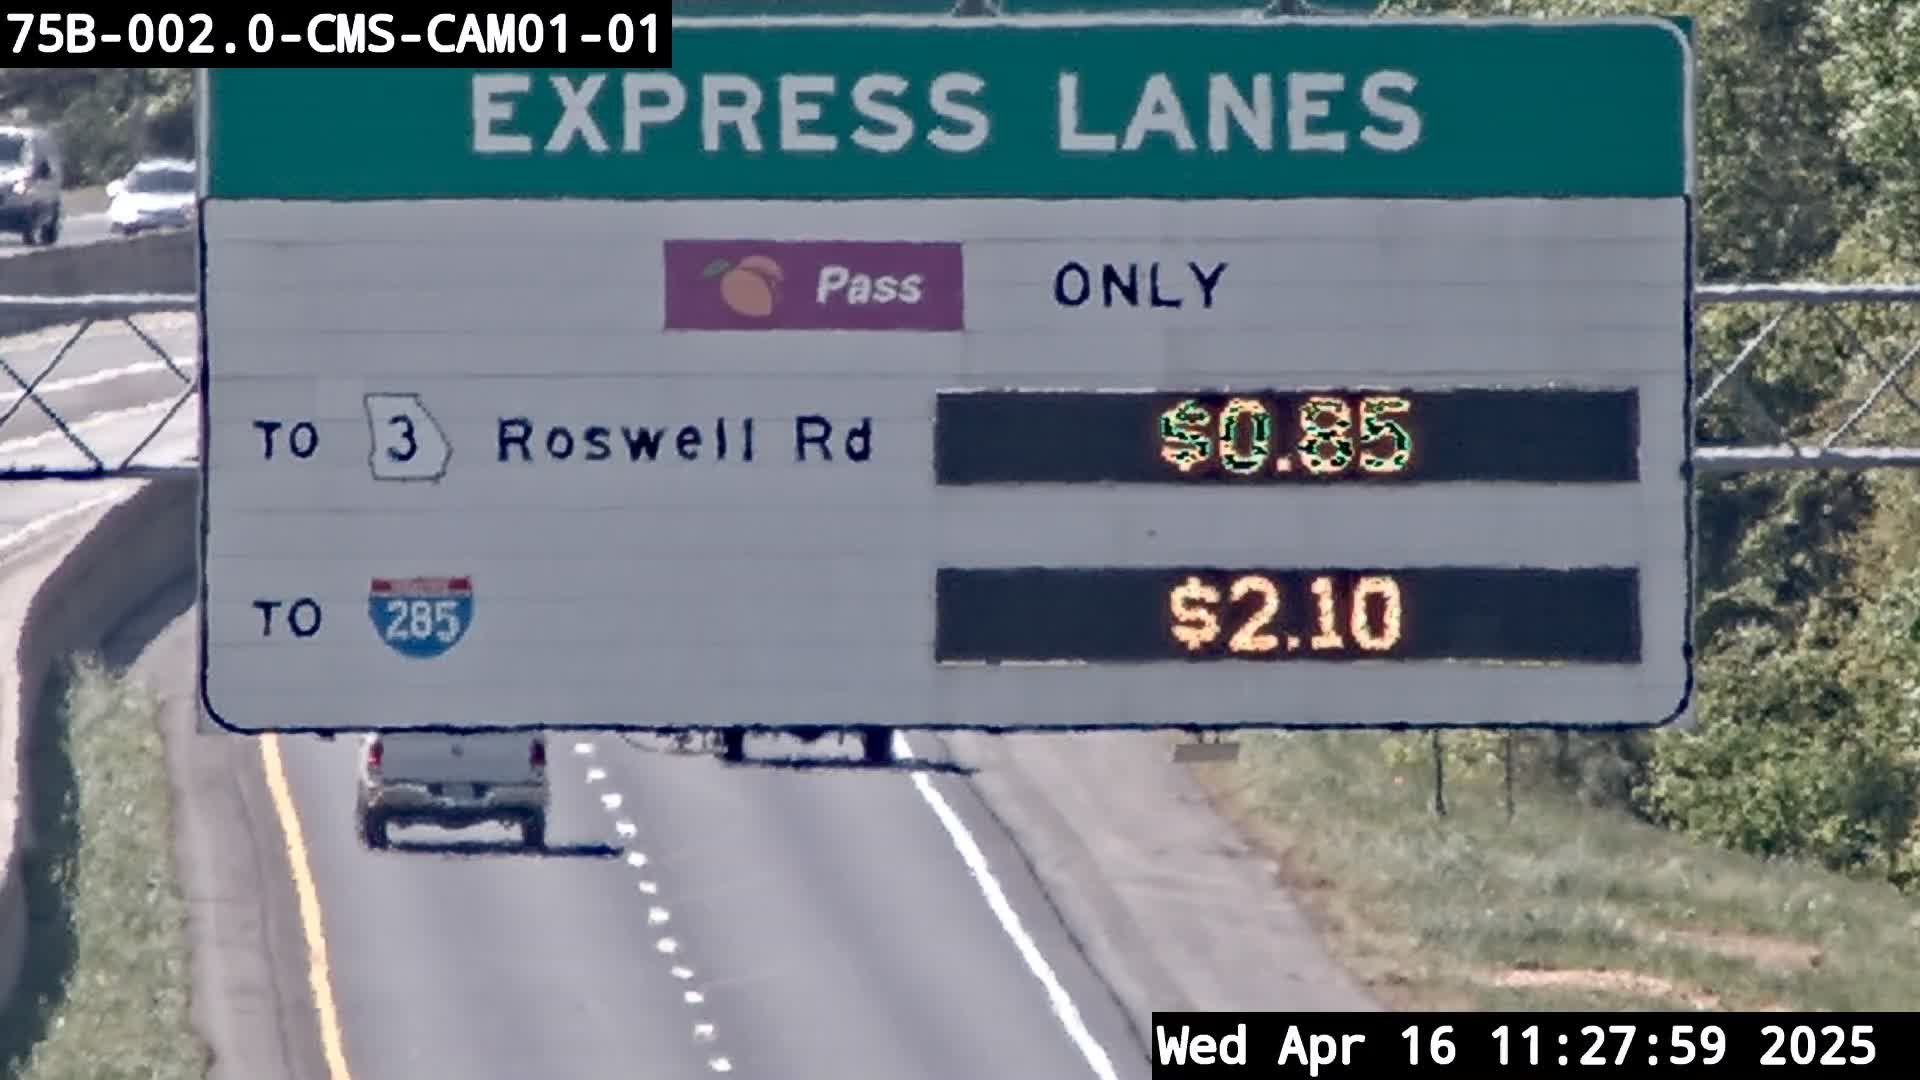 75B-002.0-CMS-CAM01-01
EXPRESS LANES
Pass ONLY
TO 3 Roswell Rd $0.85
TO 285 $2.10
Wed Apr 16 11:27:59 2025